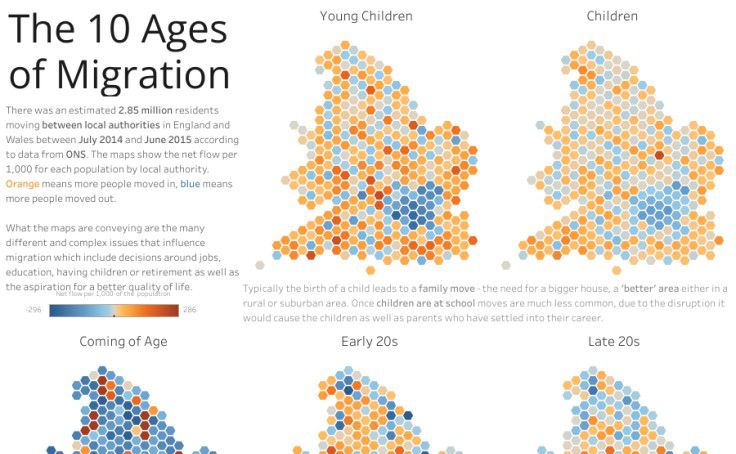 The 10 Ages
of Migration
There was an estimated 2.85 million residents
moving between local authorities in England and
Wales between July 2014 and June 2015 according
to data from ONS. The maps show the net flow per
1,000 for each population by local authority.
Orange means more people moved in, blue means
more people moved out.
What the maps are conveying are the many
different and complex issues that influence
migration which include decisions around jobs,
education, having children or retirement as well as
the aspiration for a better quality of life.
Net flow per 1,000 of the population
-296
286
Young Children
Children
Typically the birth of a child leads to a family move - the need for a bigger house, a 'better' area either in a
rural or suburban area. Once children are at school moves are much less common, due to the disruption it
would cause the children as well as parents who have settled into their career.
Coming of Age
Early 20s
Late 20s